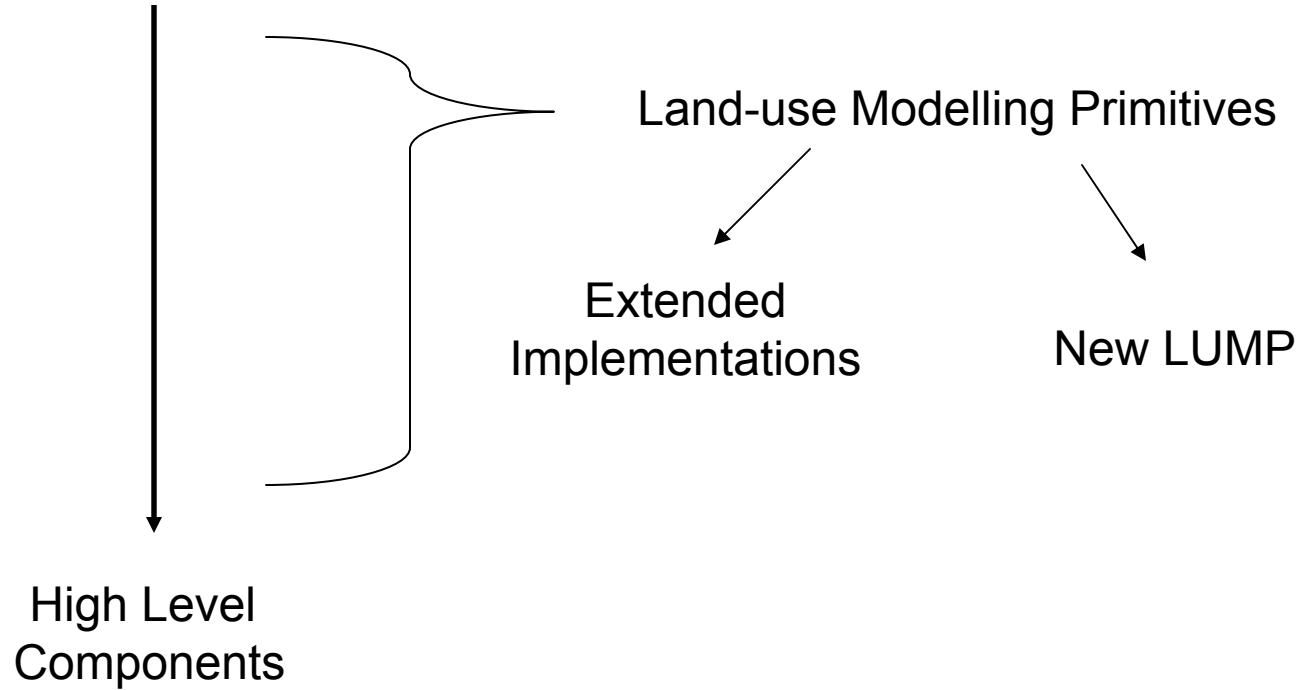 Land-use Modelling Primitives
Extended
Implementations
New LUMP
High Level
Components